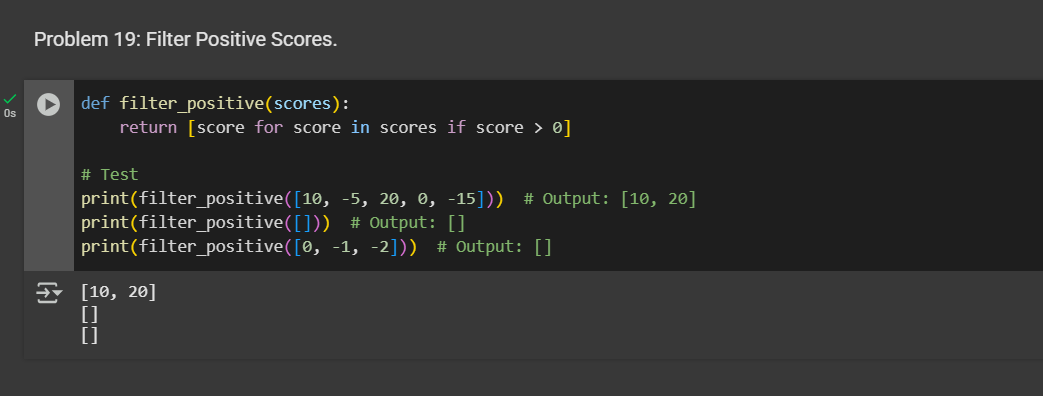 Problem 19: Filter Positive Scores.
0s
def filter_positive(scores):
    return [score for score in scores if score > 0]
# Test
print(filter_positive([10, -5, 20, 0, -15]))  # Output: [10, 20]
print(filter_positive([]))  # Output: []
print(filter_positive([0, -1, -2]))  # Output: []
[10, 20]
[]
[]